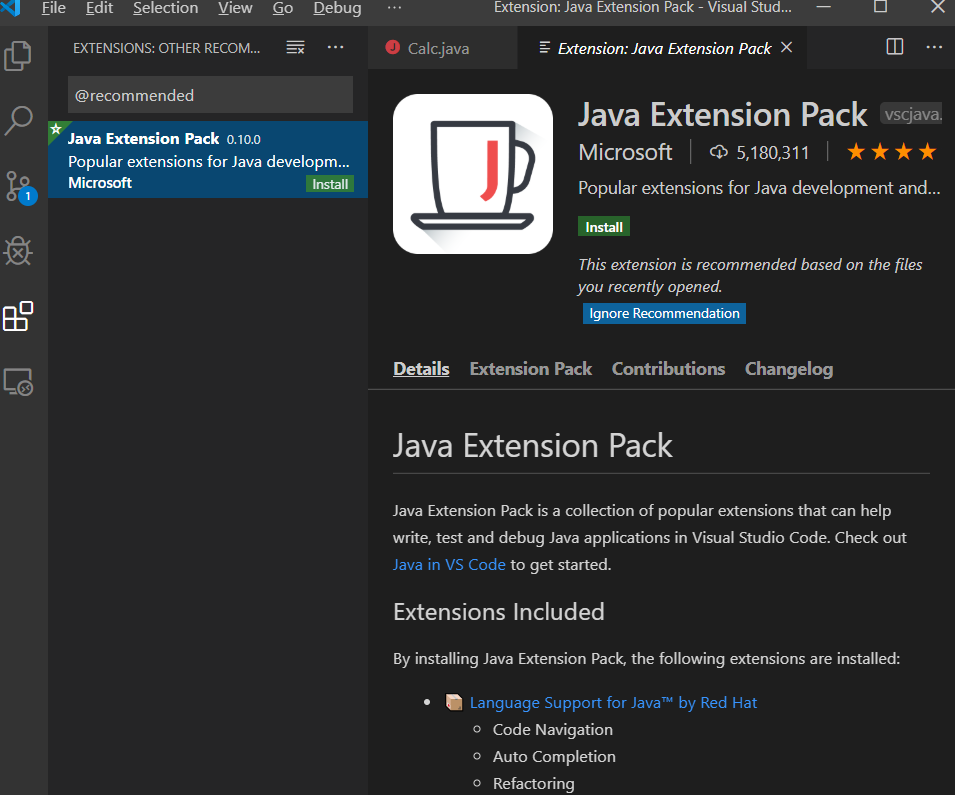 File Edit Selection View Go Debug ··· Extension: Java Extension Pack - Visual Stud...
EXTENSIONS: OTHER RECOM...
J Calc.java
Extension: Java Extension Pack
@recommended
Java Extension Pack 0.10.0
Popular extensions for Java developm...
Microsoft Install
1
J
Java Extension Pack vscjava.
Microsoft 5,180,311
Popular extensions for Java development and...
Install
This extension is recommended based on the files
you recently opened.
Ignore Recommendation
Details Extension Pack Contributions Changelog
Java Extension Pack
Java Extension Pack is a collection of popular extensions that can help
write, test and debug Java applications in Visual Studio Code. Check out
Java in VS Code to get started.
Extensions Included
By installing Java Extension Pack, the following extensions are installed:
• Language Support for Java™ by Red Hat
○ Code Navigation
○ Auto Completion
○ Refactoring